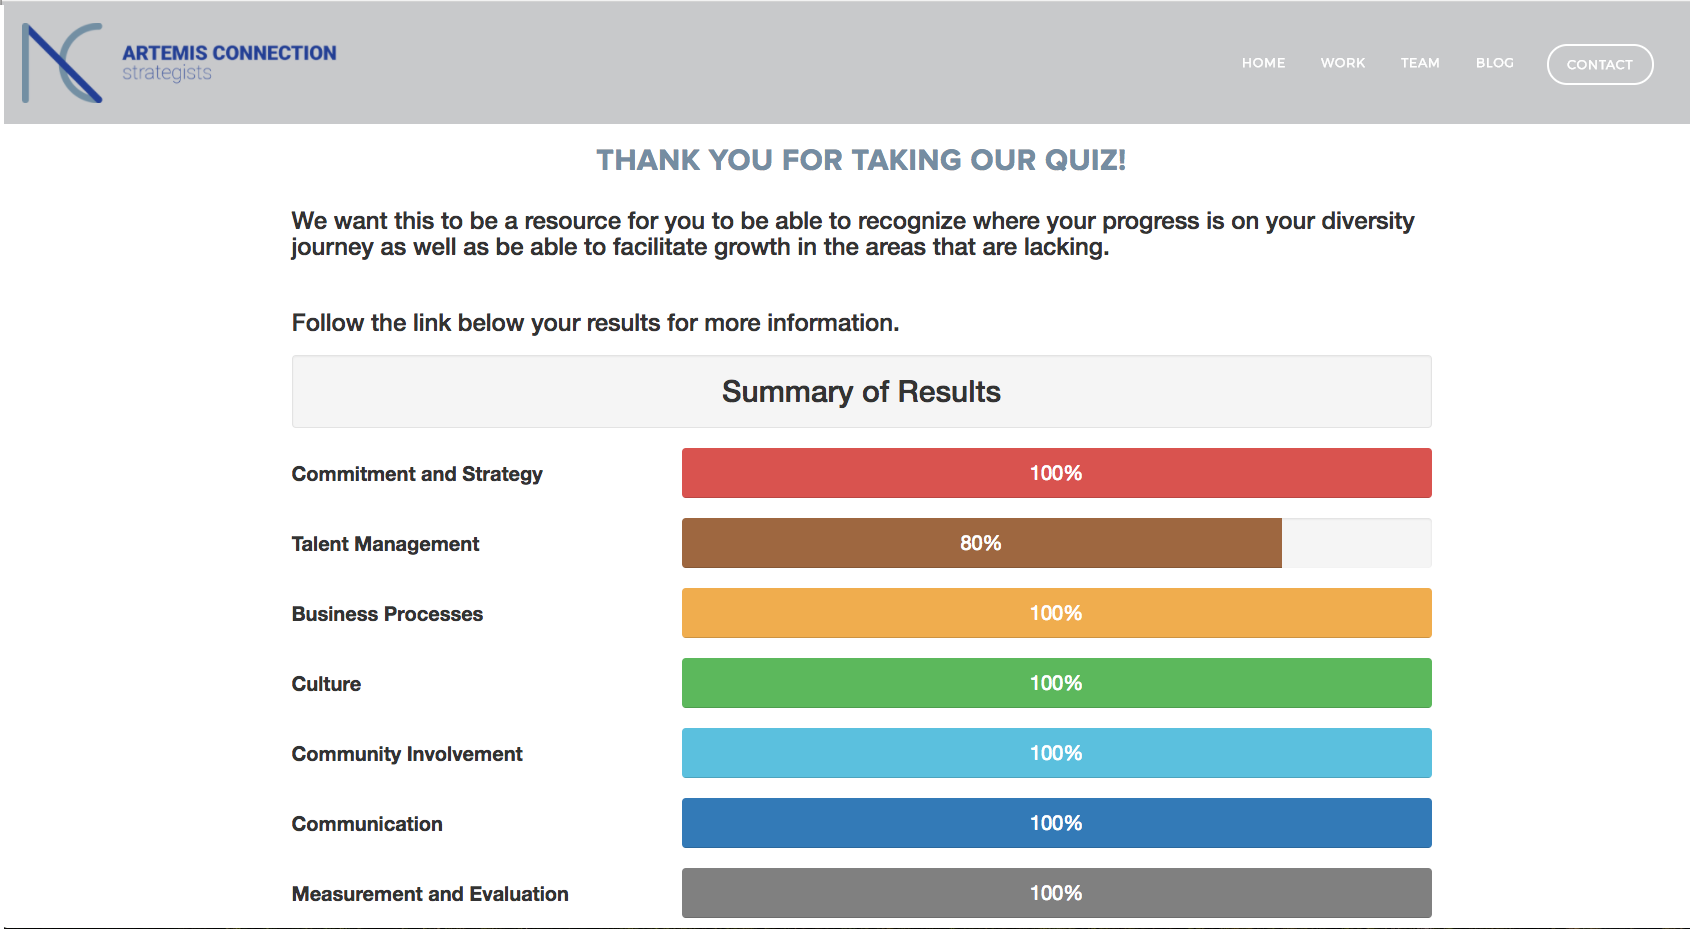 ARTEMIS CONNECTION
strategists
HOME WORK TEAM BLOG CONTACT
THANK YOU FOR TAKING OUR QUIZ!
We want this to be a resource for you to be able to recognize where your progress is on your diversity
journey as well as be able to facilitate growth in the areas that are lacking.
Follow the link below your results for more information.
Summary of Results
Commitment and Strategy 100%
Talent Management 80%
Business Processes 100%
Culture 100%
Community Involvement 100%
Communication 100%
Measurement and Evaluation 100%